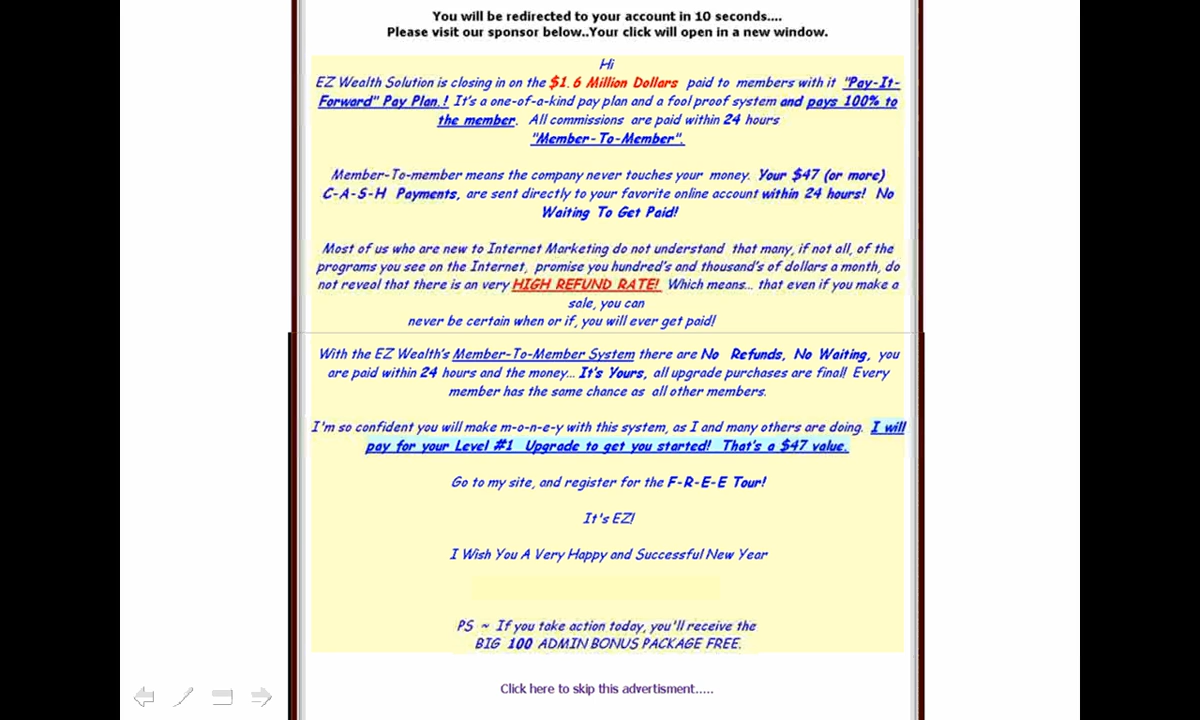 You will be redirected to your account in 10 seconds....
Please visit our sponsor below..Your click will open in a new window.
Hi
EZ Wealth Solution is closing in on the $1.6 Million Dollars paid to members with it "Pay-It-
Forward" Pay Plan.! It's a one-of-a-kind pay plan and a fool proof system and pays 100% to
the member. All commissions are paid within 24 hours
"Member-To-Member".
Member-To-member means the company never touches your money. Your $47 (or more)
C-A-S-H Payments, are sent directly to your favorite online account within 24 hours! No
Waiting To Get Paid!
Most of us who are new to Internet Marketing do not understand that many, if not all, of the
programs you see on the Internet, promise you hundred's and thousand's of dollars a month, do
not reveal that there is an very HIGH REFUND RATE! Which means... that even if you make a
sale, you can
never be certain when or if, you will ever get paid!
With the EZ Wealth's Member-To-Member System there are No Refunds, No Waiting, you
are paid within 24 hours and the money... It's Yours, all upgrade purchases are final! Every
member has the same chance as all other members.
I'm so confident you will make m-o-n-e-y with this system, as I and many others are doing. I will
pay for your Level #1 Upgrade to get you started! That's a $47 value.
Go to my site, and register for the F-R-E-E Tour!
It's EZ!
I Wish You A Very Happy and Successful New Year
PS ~ If you take action today, you'll receive the
BIG 100 ADMIN BONUS PACKAGE FREE.
Click here to skip this advertisment.....